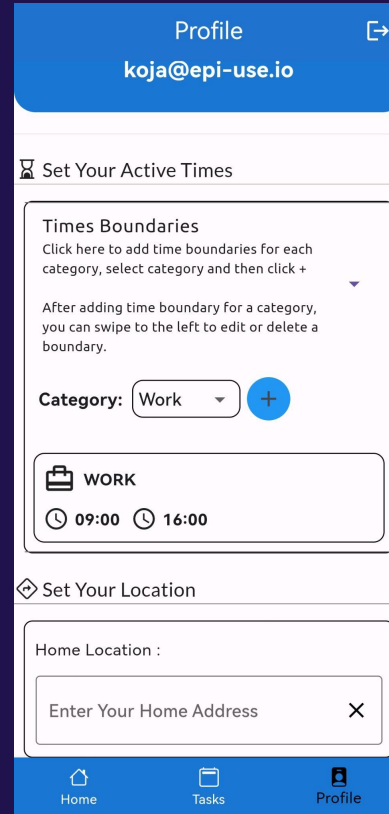 Profile
koja@epi-use.io
Set Your Active Times
Times Boundaries
Click here to add time boundaries for each
category, select category and then click +
After adding time boundary for a category,
you can swipe to the left to edit or delete a
boundary.
Category: Work +
WORK
09:00 16:00
Set Your Location
Home Location :
Enter Your Home Address
Home Tasks Profile